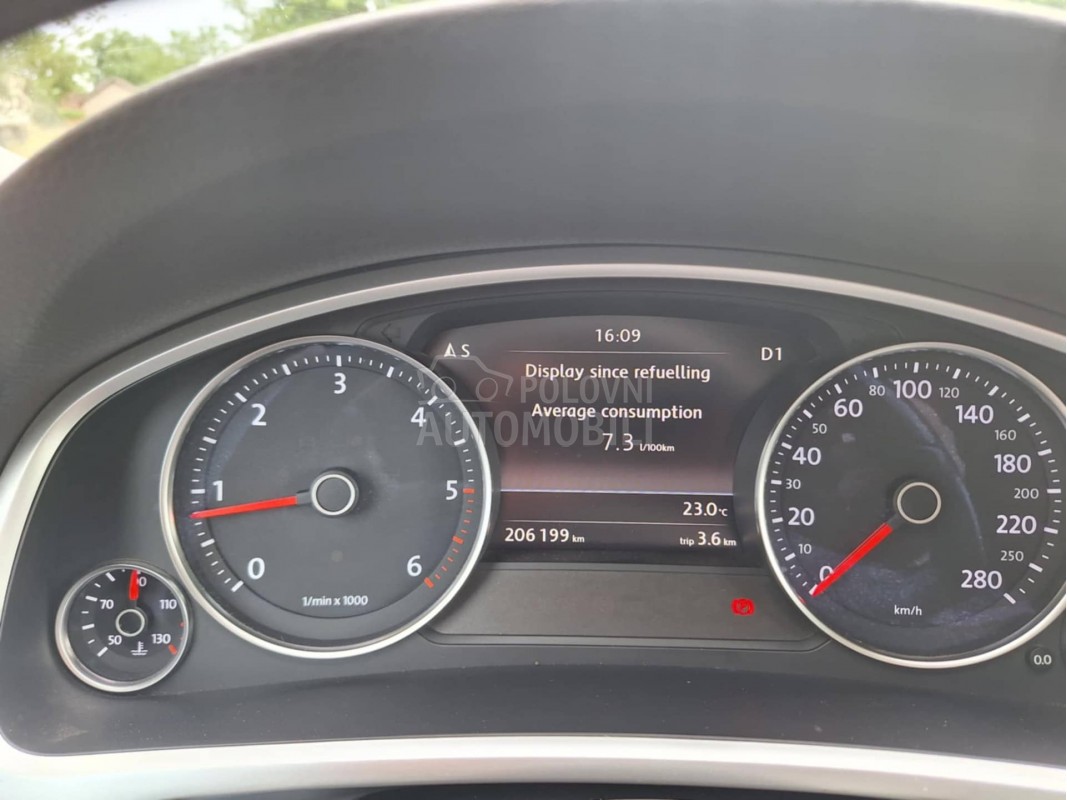 16:09
S
D1
Display since refuelling
Average consumption
7.3 l/100km
23.0 °C
206 199 km
trip 3.6 km
POLOVNI
AUTOMOBILI
0
1
2
3
4
5
6
1/min x 1000
50
70
90
110
130
0
10
20
30
40
50
60
80
100
120
140
160
180
200
220
250
280
km/h
0.0